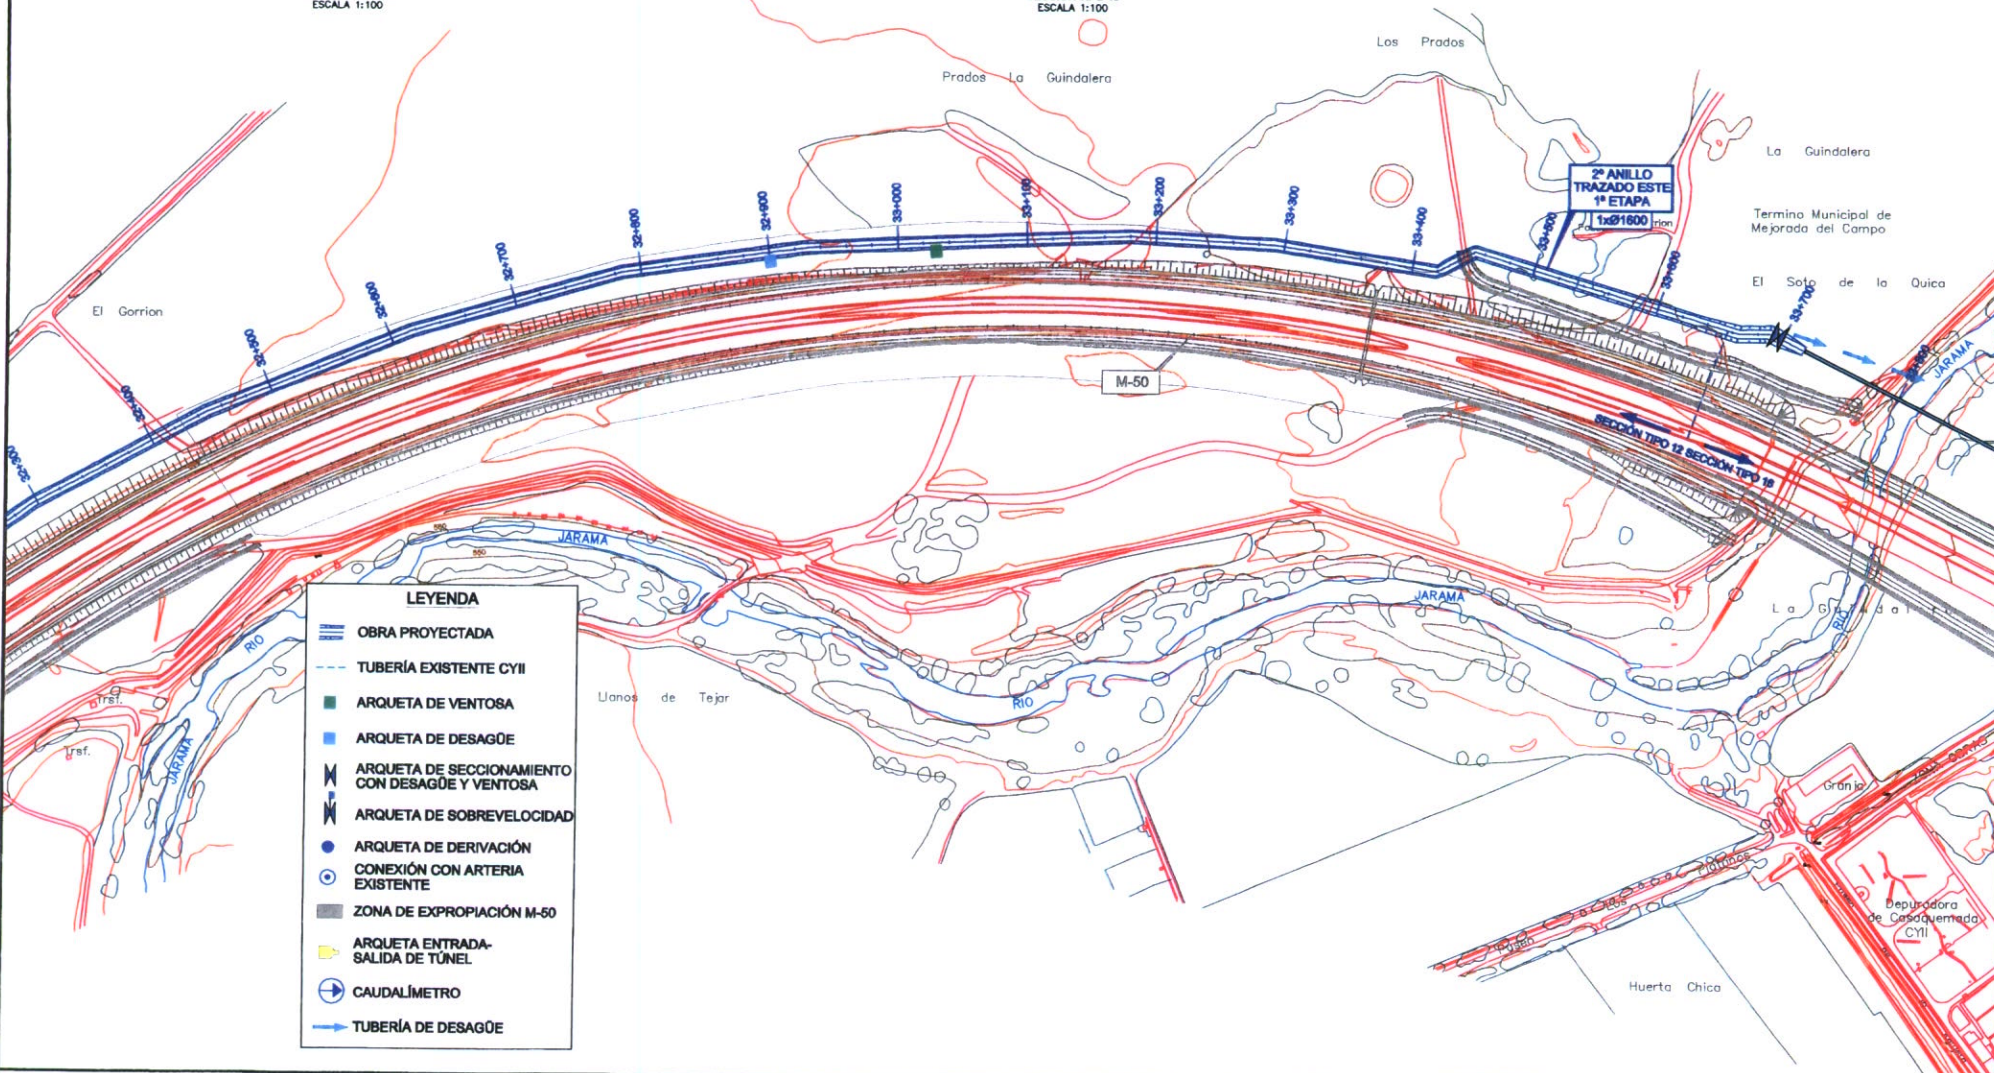 ESCALA 1:100
ESCALA 1:100
Los Prados
Prados La Guindalera
La Guindalera
2º ANILLO
TRAZADO ESTE
1ª ETAPA
1xØ1600
Termino Municipal de
Mejorada del Campo
El Soto de la Quica
El Gorrion
32+300
32+400
32+500
32+600
32+700
32+800
32+900
33+000
33+100
33+200
33+300
33+400
33+500
33+600
33+700
JARAMA
M-50
SECCIÓN TIPO 12
SECCIÓN TIPO 16
JARAMA
550
550
RIO
JARAMA
RIO
JARAMA
RIO
Trsf.
Trsf.
Llanos de Tejar
LEYENDA
OBRA PROYECTADA
TUBERÍA EXISTENTE CYII
ARQUETA DE VENTOSA
ARQUETA DE DESAGÜE
ARQUETA DE SECCIONAMIENTO
CON DESAGÜE Y VENTOSA
ARQUETA DE SOBREVELOCIDAD
ARQUETA DE DERIVACIÓN
CONEXIÓN CON ARTERIA
EXISTENTE
ZONA DE EXPROPIACIÓN M-50
ARQUETA ENTRADA-
SALIDA DE TÚNEL
CAUDALÍMETRO
TUBERÍA DE DESAGÜE
Granja
Depuradora
de Casaquemada
CYII
Huerta Chica